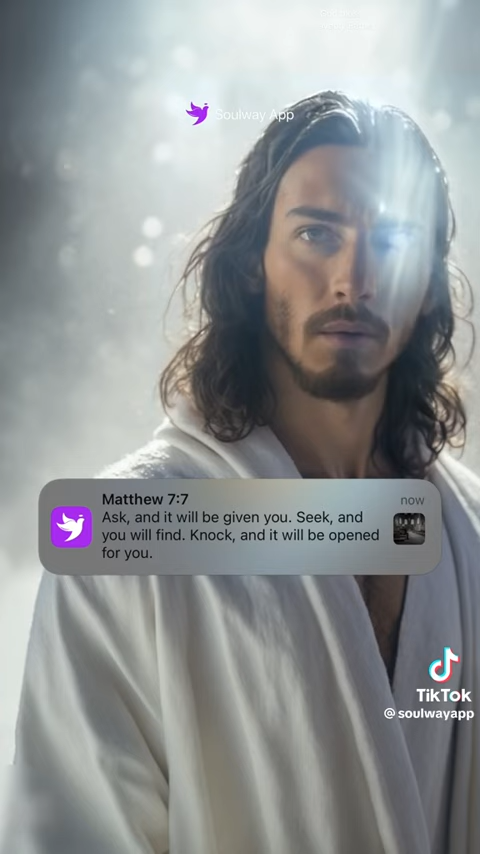 Soulway App
Matthew 7:7
now
Ask, and it will be given you. Seek, and
you will find. Knock, and it will be opened
for you.
TikTok
@soulwayapp